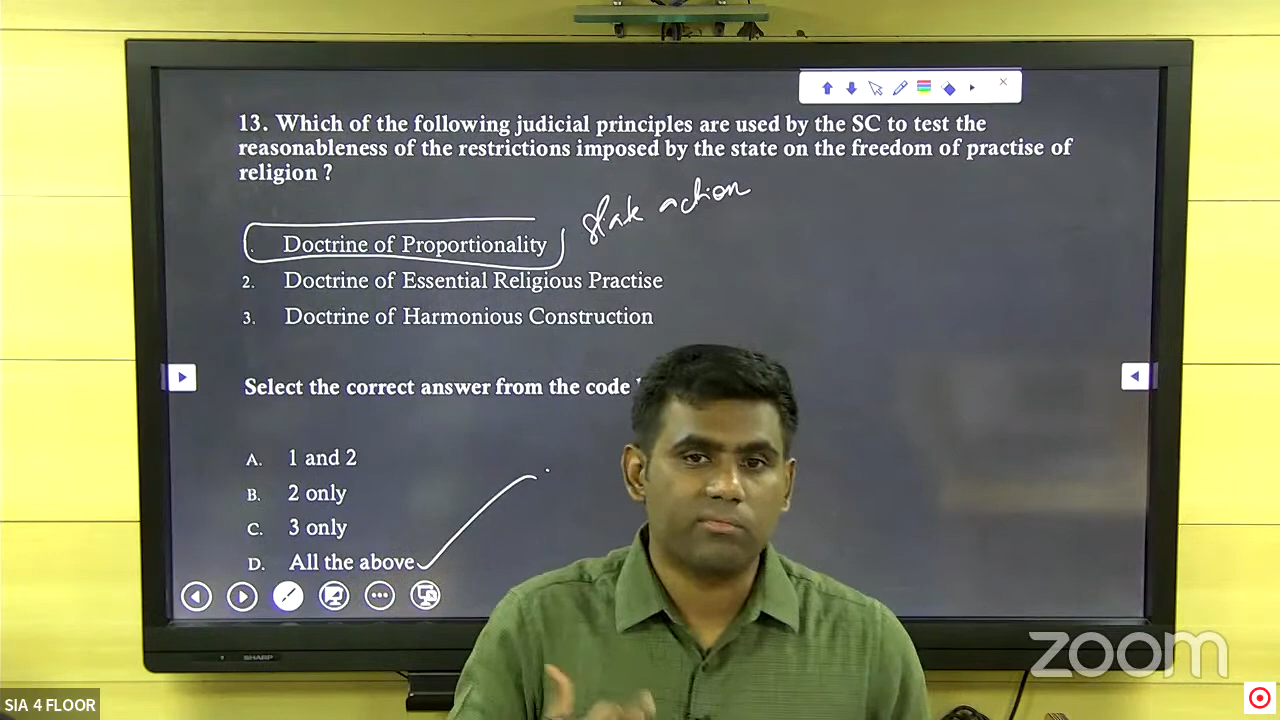 13. Which of the following judicial principles are used by the SC to test the
reasonableness of the restrictions imposed by the state on the freedom of practise of
religion ?
state action
. Doctrine of Proportionality
2. Doctrine of Essential Religious Practise
3. Doctrine of Harmonious Construction
Select the correct answer from the code
A. 1 and 2
B. 2 only
C. 3 only
D. All the above
SHARP
zoom
SIA 4 FLOOR